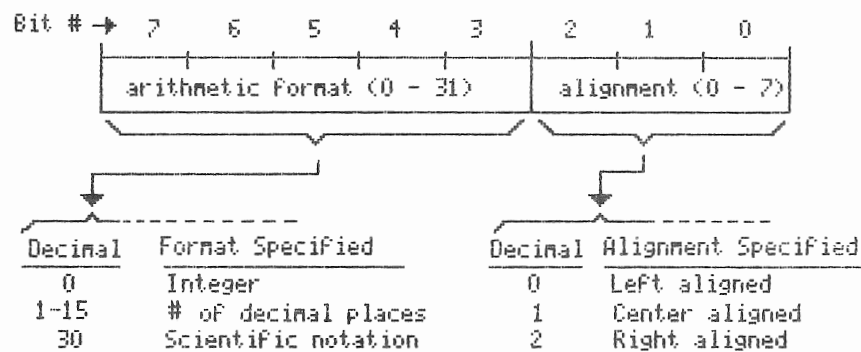 Bit # 7 6 5 4 3 2 1 0
arithmetic format (0 - 31) alignment (0 - 7)
Decimal Format Specified Decimal Alignment Specified
0 Integer 0 Left aligned
1-15 # of decimal places 1 Center aligned
30 Scientific notation 2 Right aligned